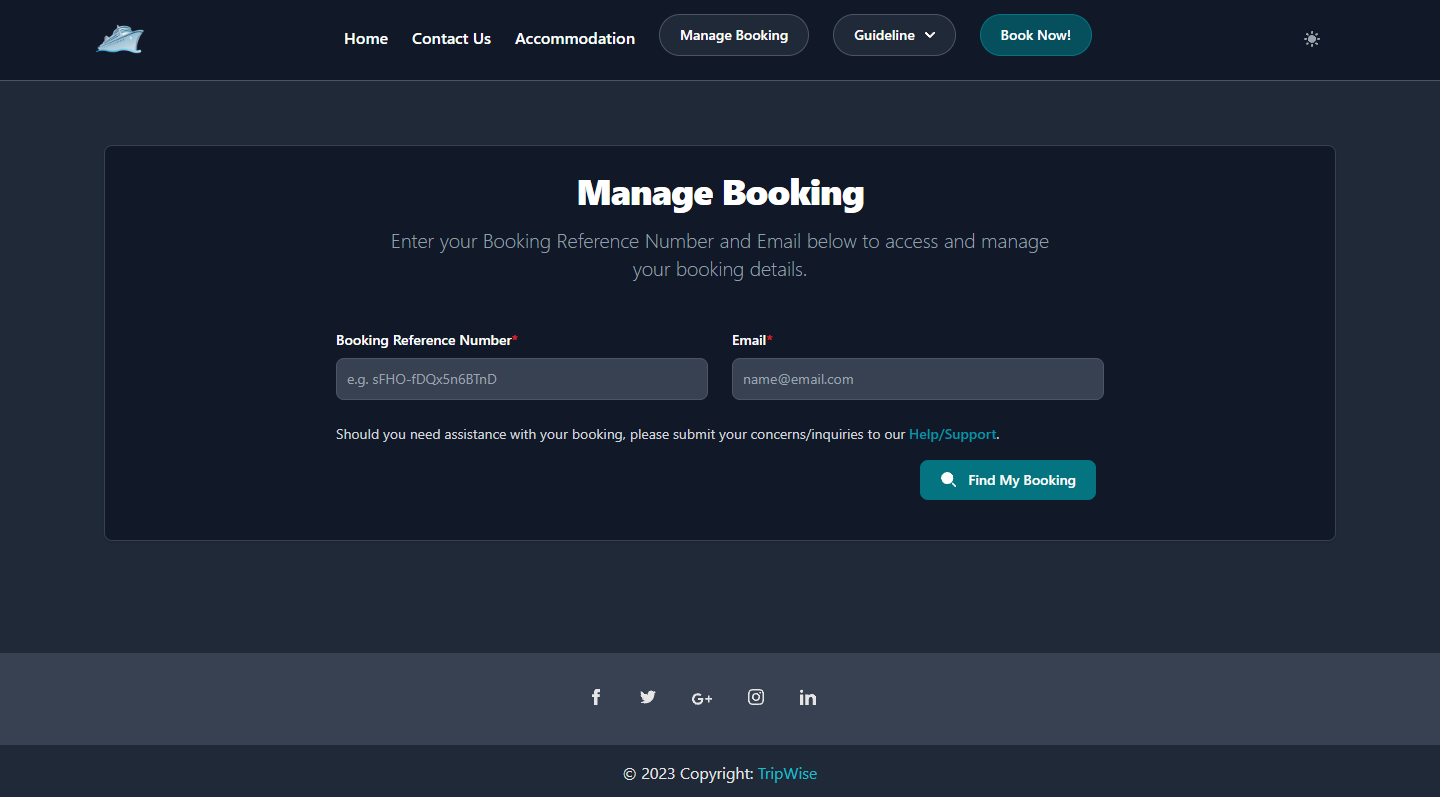 Home Contact Us Accommodation Manage Booking Guideline Book Now!
Manage Booking
Enter your Booking Reference Number and Email below to access and manage
your booking details.
Booking Reference Number* Email*
e.g. sFHO-fDQx5n6BTnD name@email.com
Should you need assistance with your booking, please submit your concerns/inquiries to our Help/Support.
Find My Booking
© 2023 Copyright: TripWise